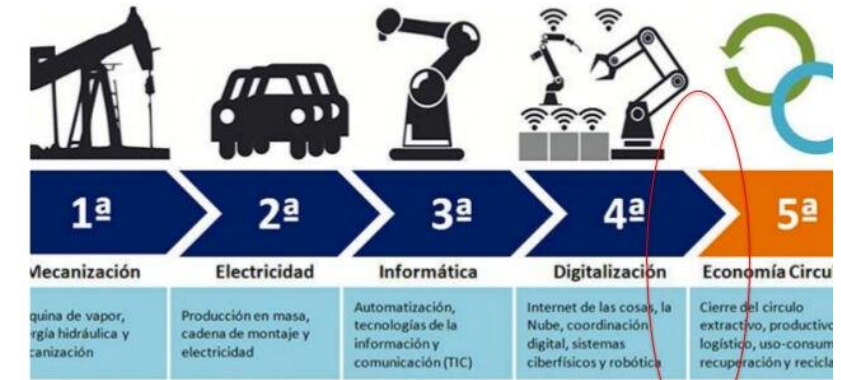 1ª
2ª
3ª
4ª
5ª
Mecanización
Electricidad
Informática
Digitalización
Economía Circu
quina de vapor,
rgía hidráulica y
canización
Producción en masa,
cadena de montaje y
electricidad
Automatización,
tecnologías de la
información y
comunicación (TIC)
Internet de las cosas, la
Nube, coordinación
digital, sistemas
ciberfísicos y robótica
Cierre del circulo
extractivo, productivo
logístico, uso-consum
recuperación y recicla